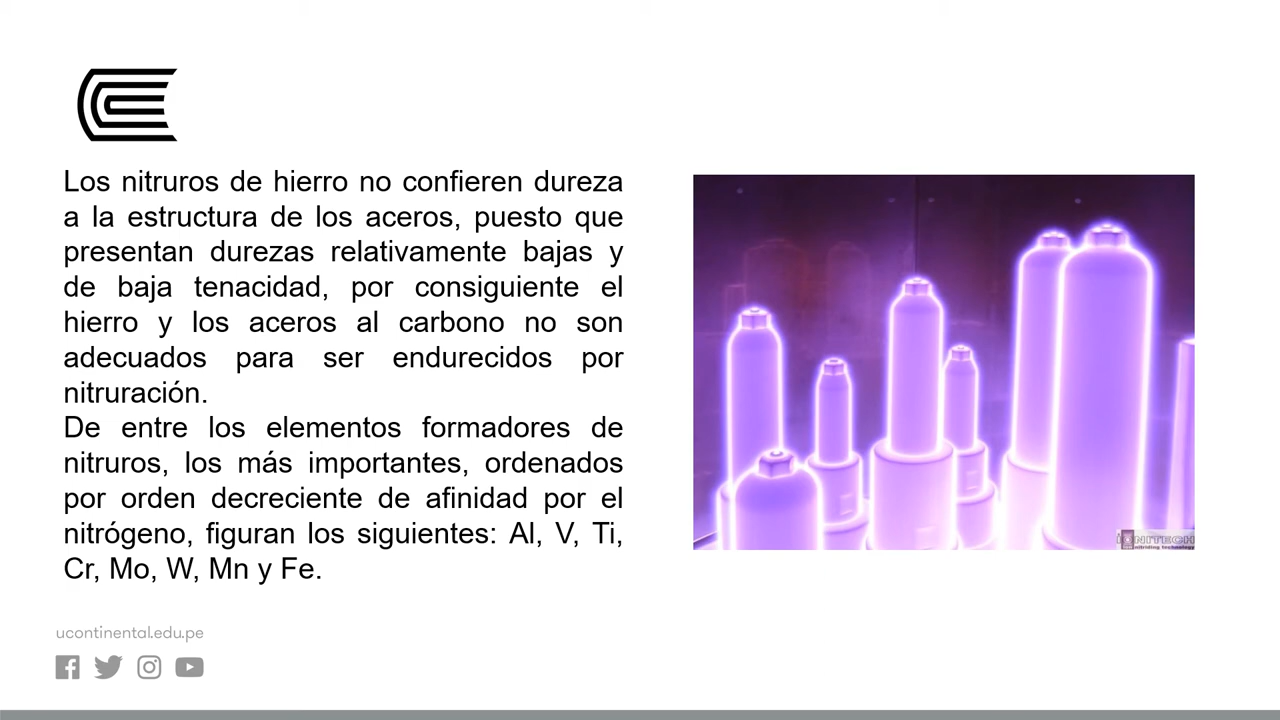 Los nitruros de hierro no confieren dureza
a la estructura de los aceros, puesto que
presentan durezas relativamente bajas y
de baja tenacidad, por consiguiente el
hierro y los aceros al carbono no son
adecuados para ser endurecidos por
nitruración.
De entre los elementos formadores de
nitruros, los más importantes, ordenados
por orden decreciente de afinidad por el
nitrógeno, figuran los siguientes: Al, V, Ti,
Cr, Mo, W, Mn y Fe.
IONITECH
nitriding technology
ucontinental.edu.pe